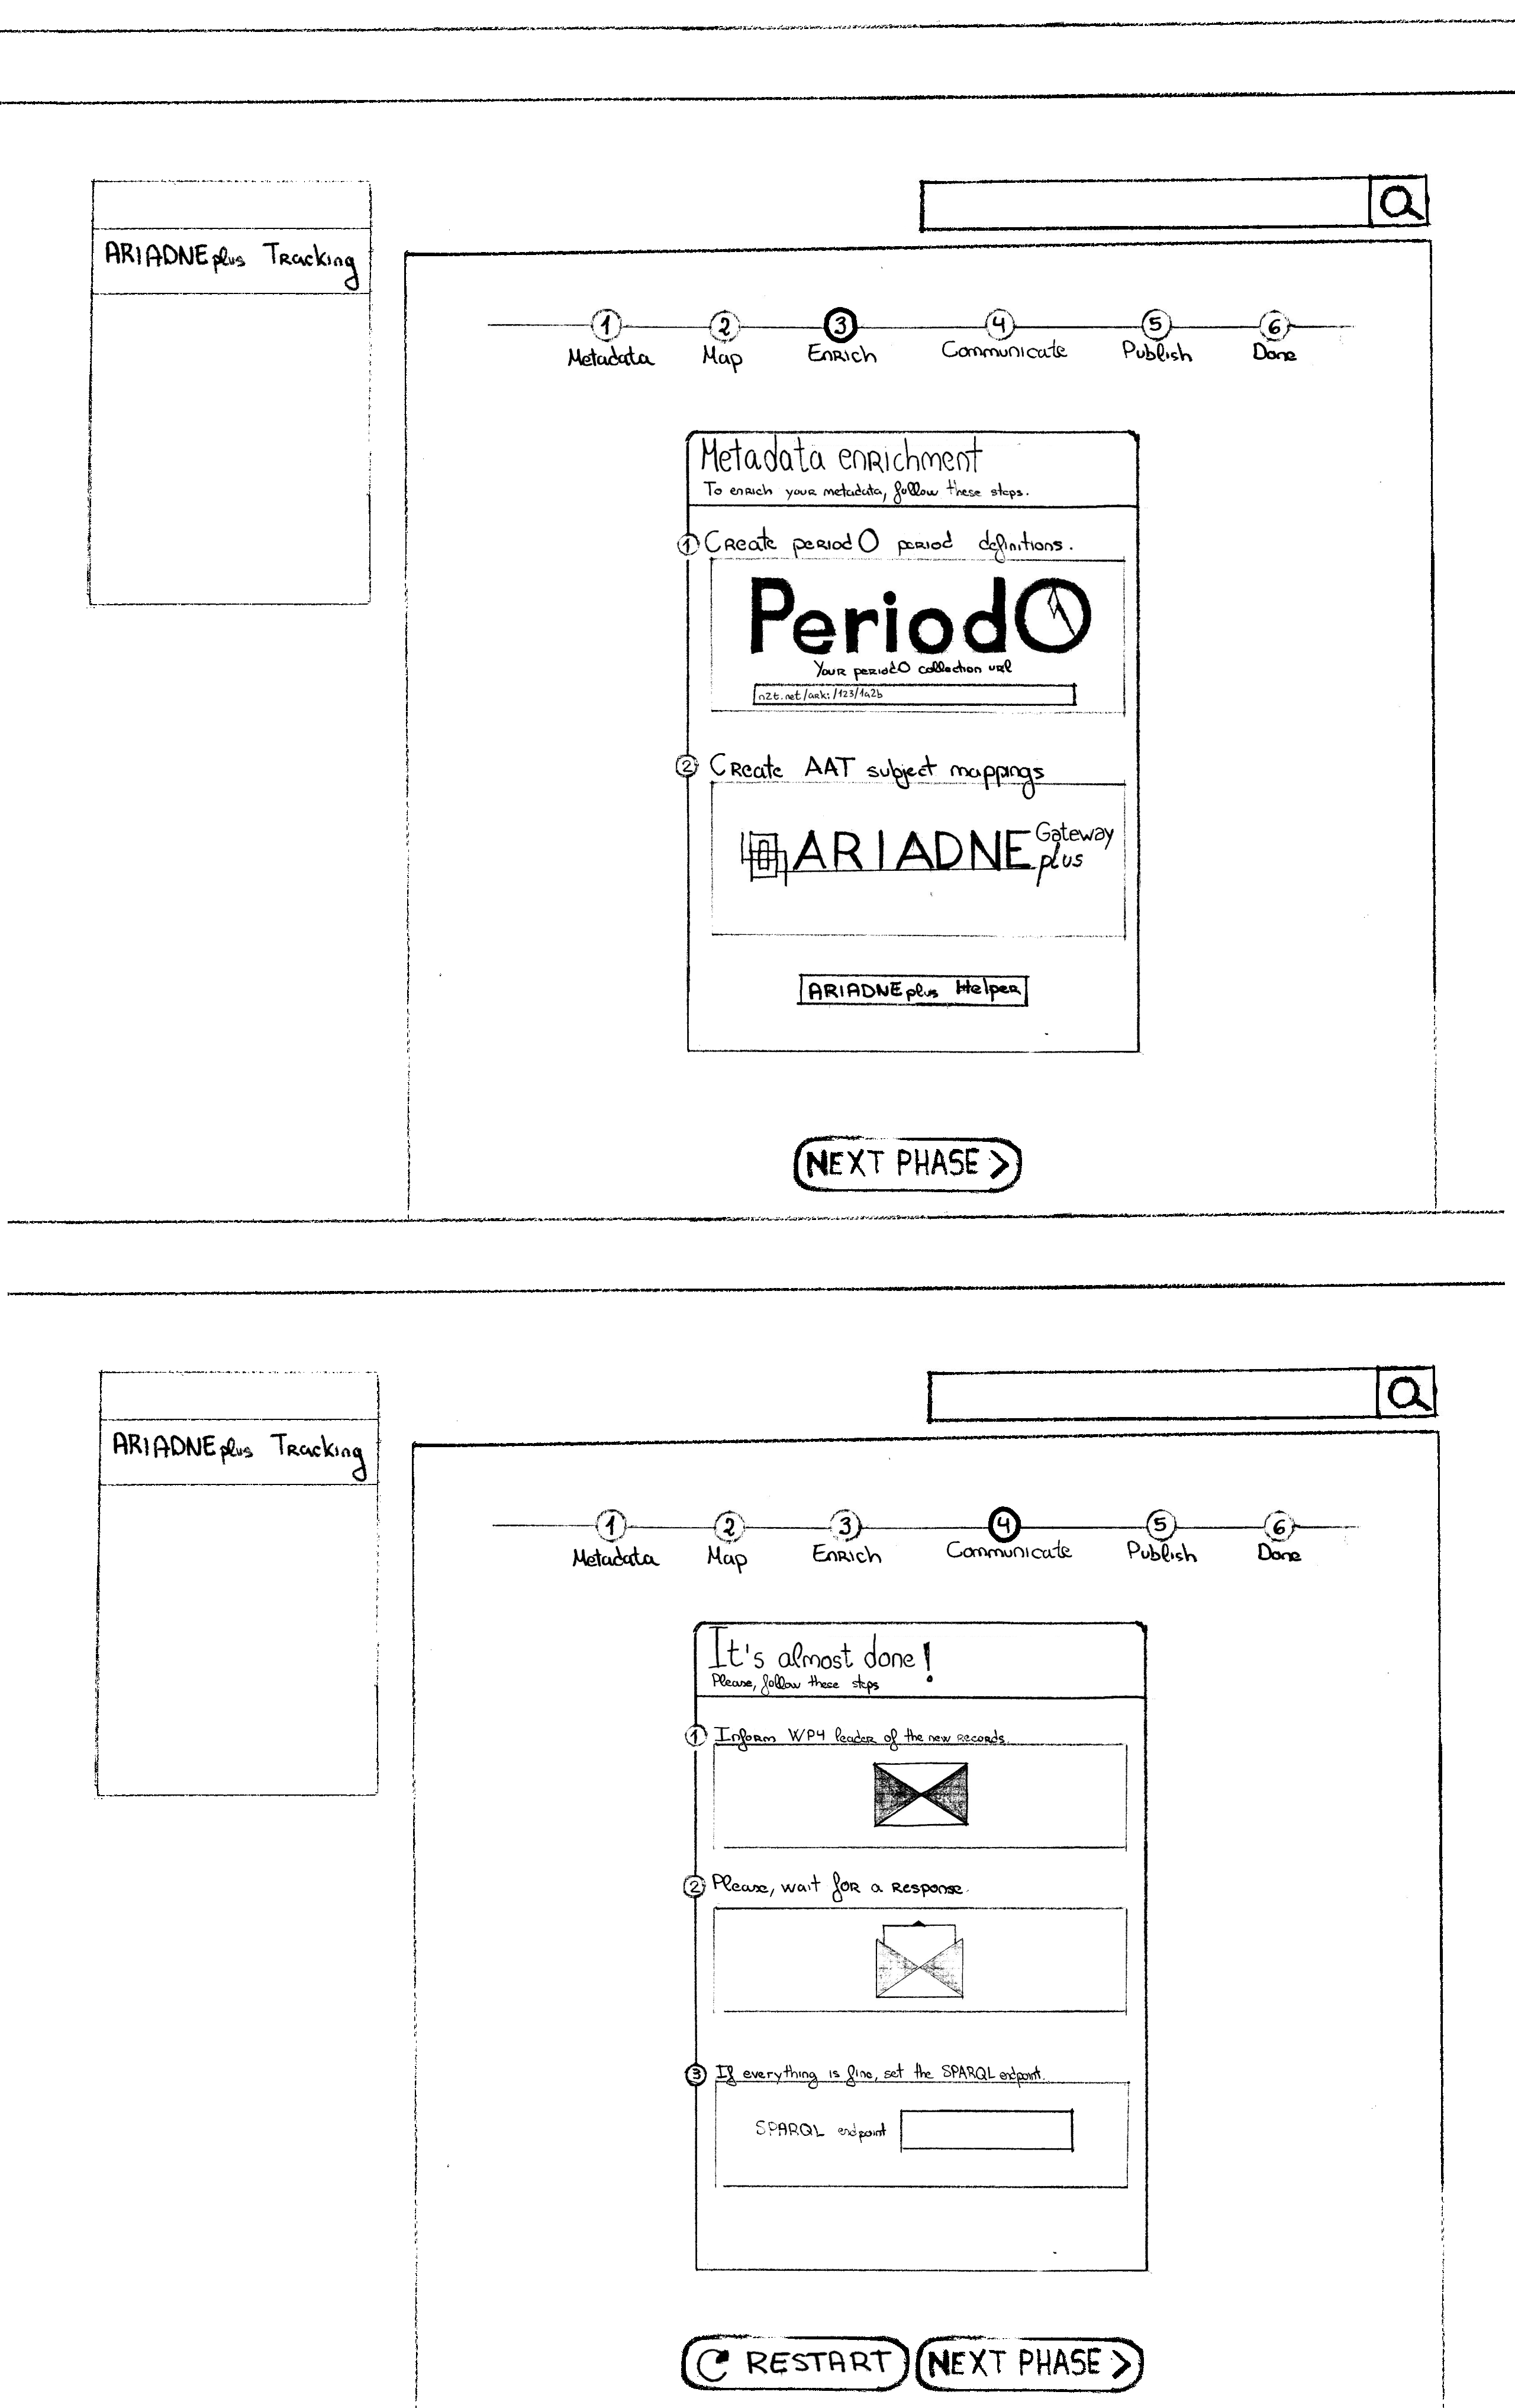 ARIADNEplus Tracking
1 2 3 4 5 6
Metadata Map Enrich Communicate Publish Done
Metadata enrichment
To enrich your metadata, follow these steps.
1 Create periodO period definitions.
PeriodO
Your periodO collection url
n2t.net/ark:/123/1a2b
2 Create AAT subject mappings
ARIADNE Gateway
plus
ARIADNEplus Helper
NEXT PHASE >
ARIADNEplus Tracking
1 2 3 4 5 6
Metadata Map Enrich Communicate Publish Done
It's almost done!
Please, follow these steps
1 Inform WP4 leader of the new records.
2 Please, wait for a response.
3 If everything is fine, set the SPARQL endpoint.
SPARQL endpoint
RESTART NEXT PHASE >